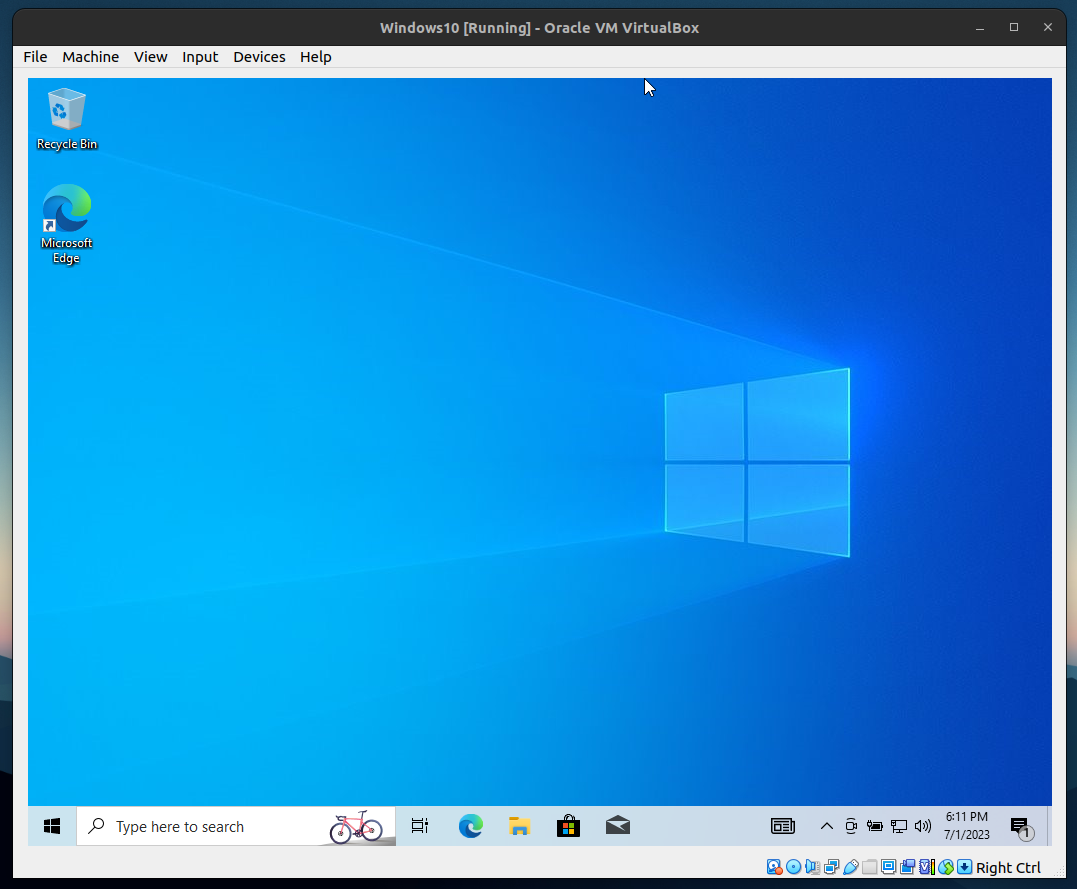 Windows10 [Running] - Oracle VM VirtualBox
File Machine View Input Devices Help
Recycle Bin
Microsoft
Edge
Type here to search
6:11 PM
7/1/2023
1
Right Ctrl